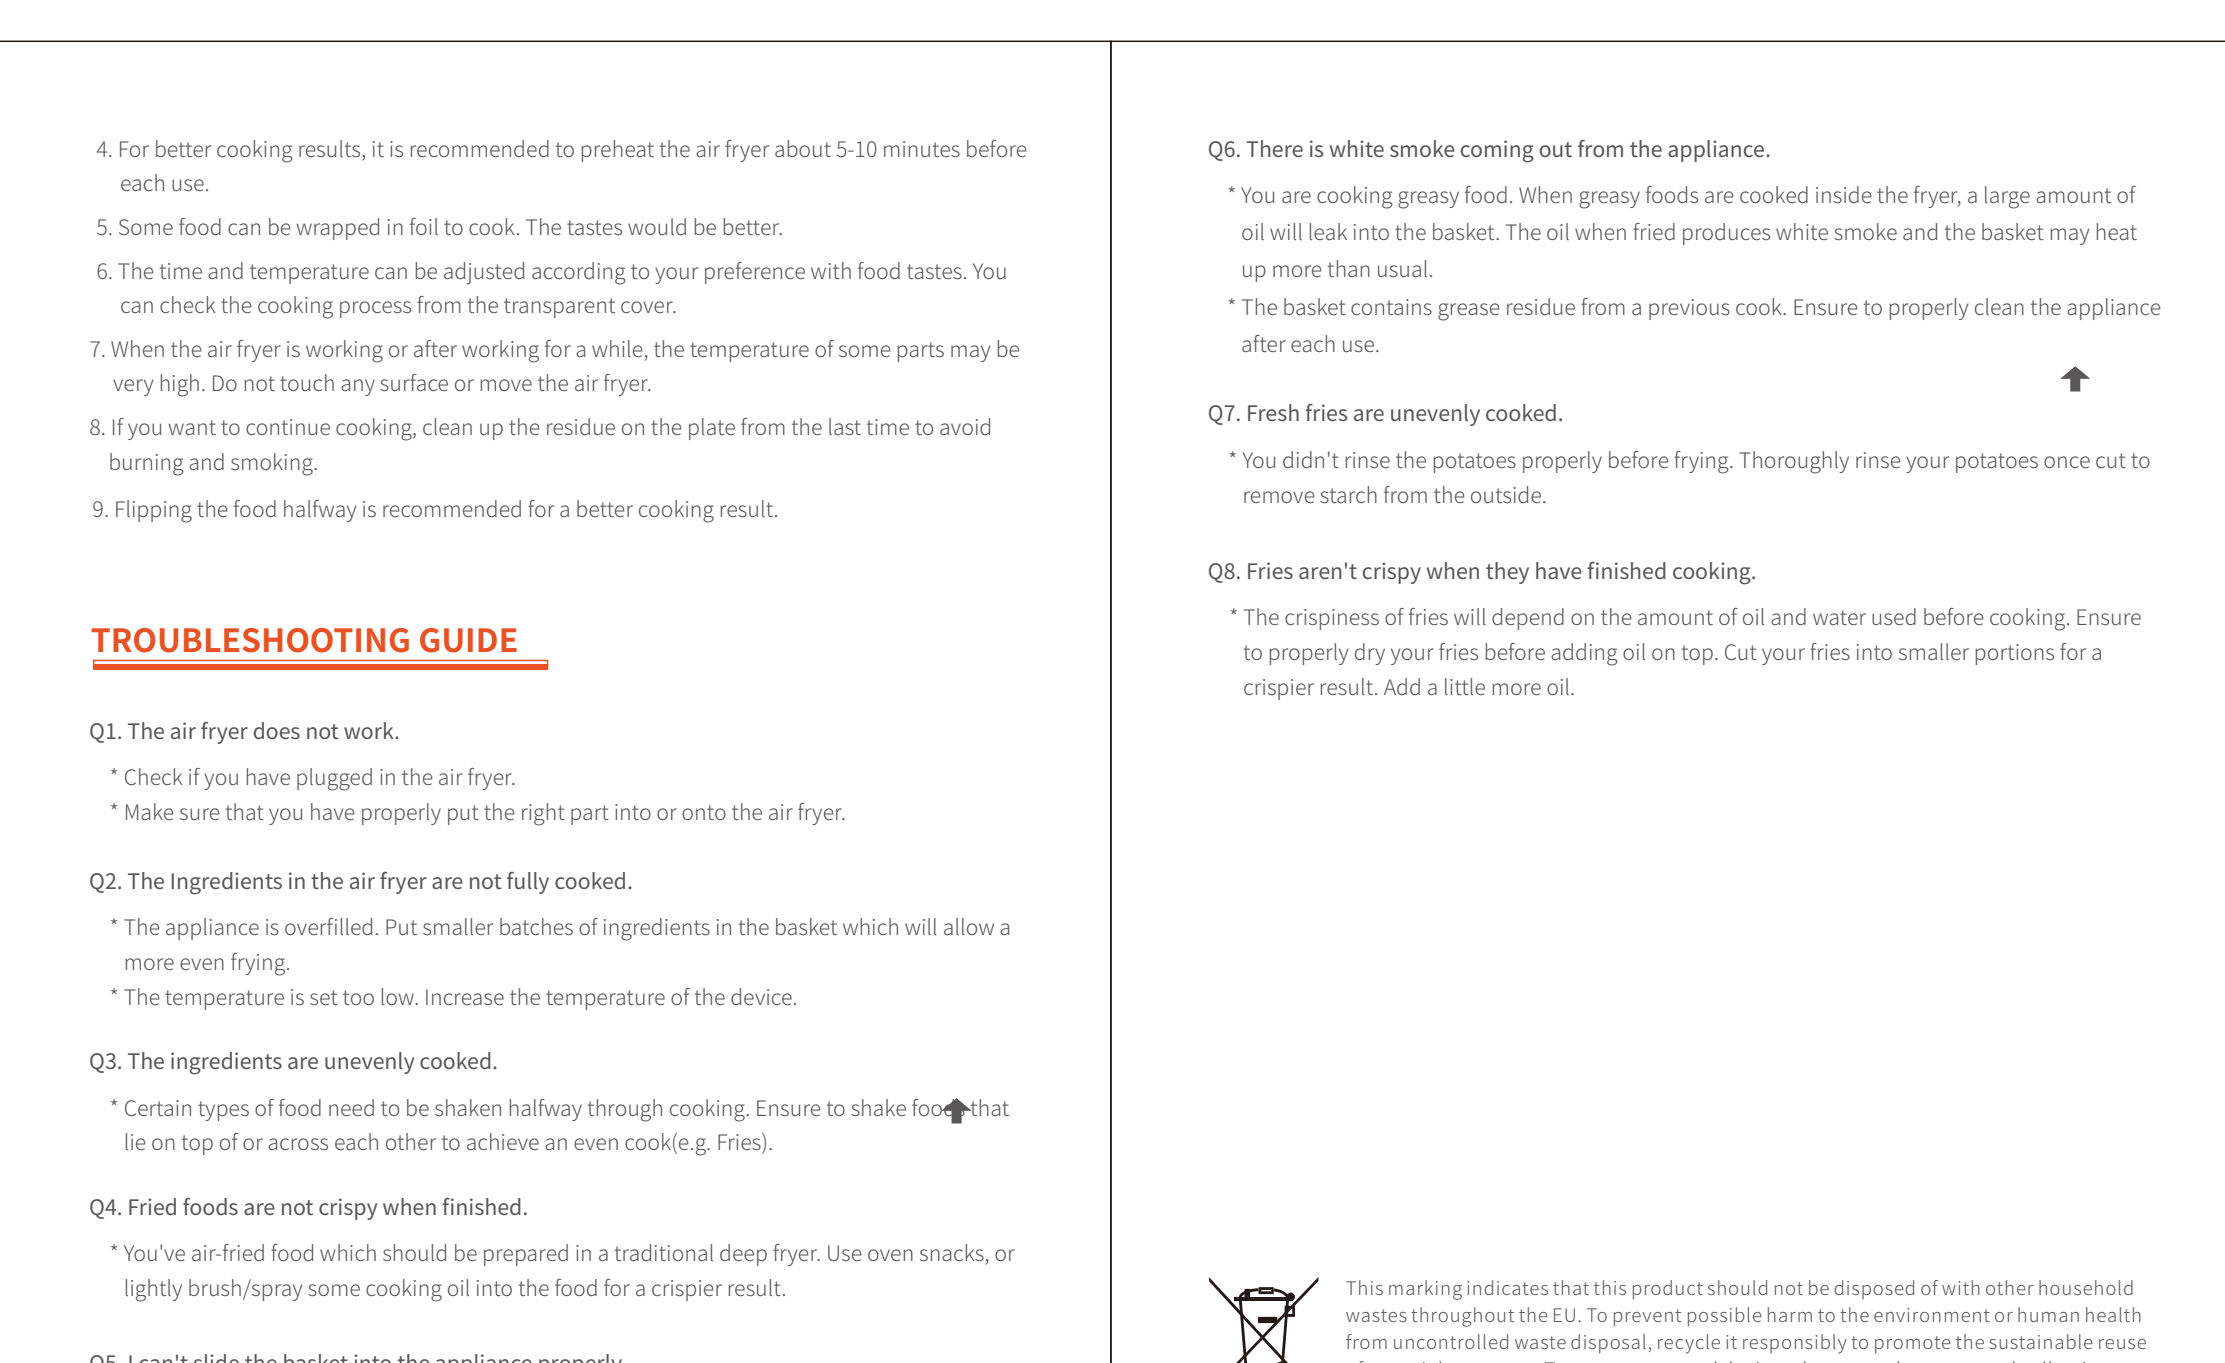 4. For better cooking results, it is recommended to preheat the air fryer about 5-10 minutes before
each use.
5. Some food can be wrapped in foil to cook. The tastes would be better.
6. The time and temperature can be adjusted according to your preference with food tastes. You
can check the cooking process from the transparent cover.
7. When the air fryer is working or after working for a while, the temperature of some parts may be
very high. Do not touch any surface or move the air fryer.
8. If you want to continue cooking, clean up the residue on the plate from the last time to avoid
burning and smoking.
9. Flipping the food halfway is recommended for a better cooking result.
TROUBLESHOOTING GUIDE
Q1. The air fryer does not work.
* Check if you have plugged in the air fryer.
* Make sure that you have properly put the right part into or onto the air fryer.
Q2. The Ingredients in the air fryer are not fully cooked.
* The appliance is overfilled. Put smaller batches of ingredients in the basket which will allow a
more even frying.
* The temperature is set too low. Increase the temperature of the device.
Q3. The ingredients are unevenly cooked.
* Certain types of food need to be shaken halfway through cooking. Ensure to shake foods that
lie on top of or across each other to achieve an even cook(e.g. Fries).
Q4. Fried foods are not crispy when finished.
* You've air-fried food which should be prepared in a traditional deep fryer. Use oven snacks, or
lightly brush/spray some cooking oil into the food for a crispier result.
Q5. I can't slide the basket into the appliance properly.
Q6. There is white smoke coming out from the appliance.
* You are cooking greasy food. When greasy foods are cooked inside the fryer, a large amount of
oil will leak into the basket. The oil when fried produces white smoke and the basket may heat
up more than usual.
* The basket contains grease residue from a previous cook. Ensure to properly clean the appliance
after each use.
Q7. Fresh fries are unevenly cooked.
* You didn't rinse the potatoes properly before frying. Thoroughly rinse your potatoes once cut to
remove starch from the outside.
Q8. Fries aren't crispy when they have finished cooking.
* The crispiness of fries will depend on the amount of oil and water used before cooking. Ensure
to properly dry your fries before adding oil on top. Cut your fries into smaller portions for a
crispier result. Add a little more oil.
This marking indicates that this product should not be disposed of with other household
wastes throughout the EU. To prevent possible harm to the environment or human health
from uncontrolled waste disposal, recycle it responsibly to promote the sustainable reuse